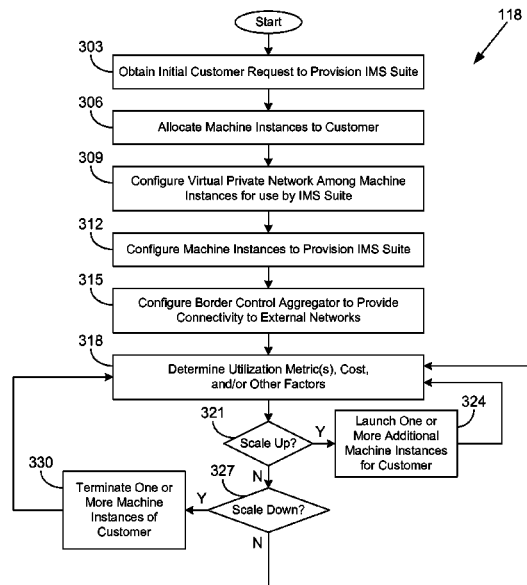 Start
118
303
Obtain Initial Customer Request to Provision IMS Suite
306
Allocate Machine Instances to Customer
309
Configure Virtual Private Network Among Machine
Instances for use by IMS Suite
312
Configure Machine Instances to Provision IMS Suite
315
Configure Border Control Aggregator to Provide
Connectivity to External Networks
318
Determine Utilization Metric(s), Cost,
and/or Other Factors
321
Scale Up?
Y
N
324
Launch One or
More Additional
Machine Instances
for Customer
327
Scale Down?
Y
N
330
Terminate One or
More Machine
Instances of
Customer